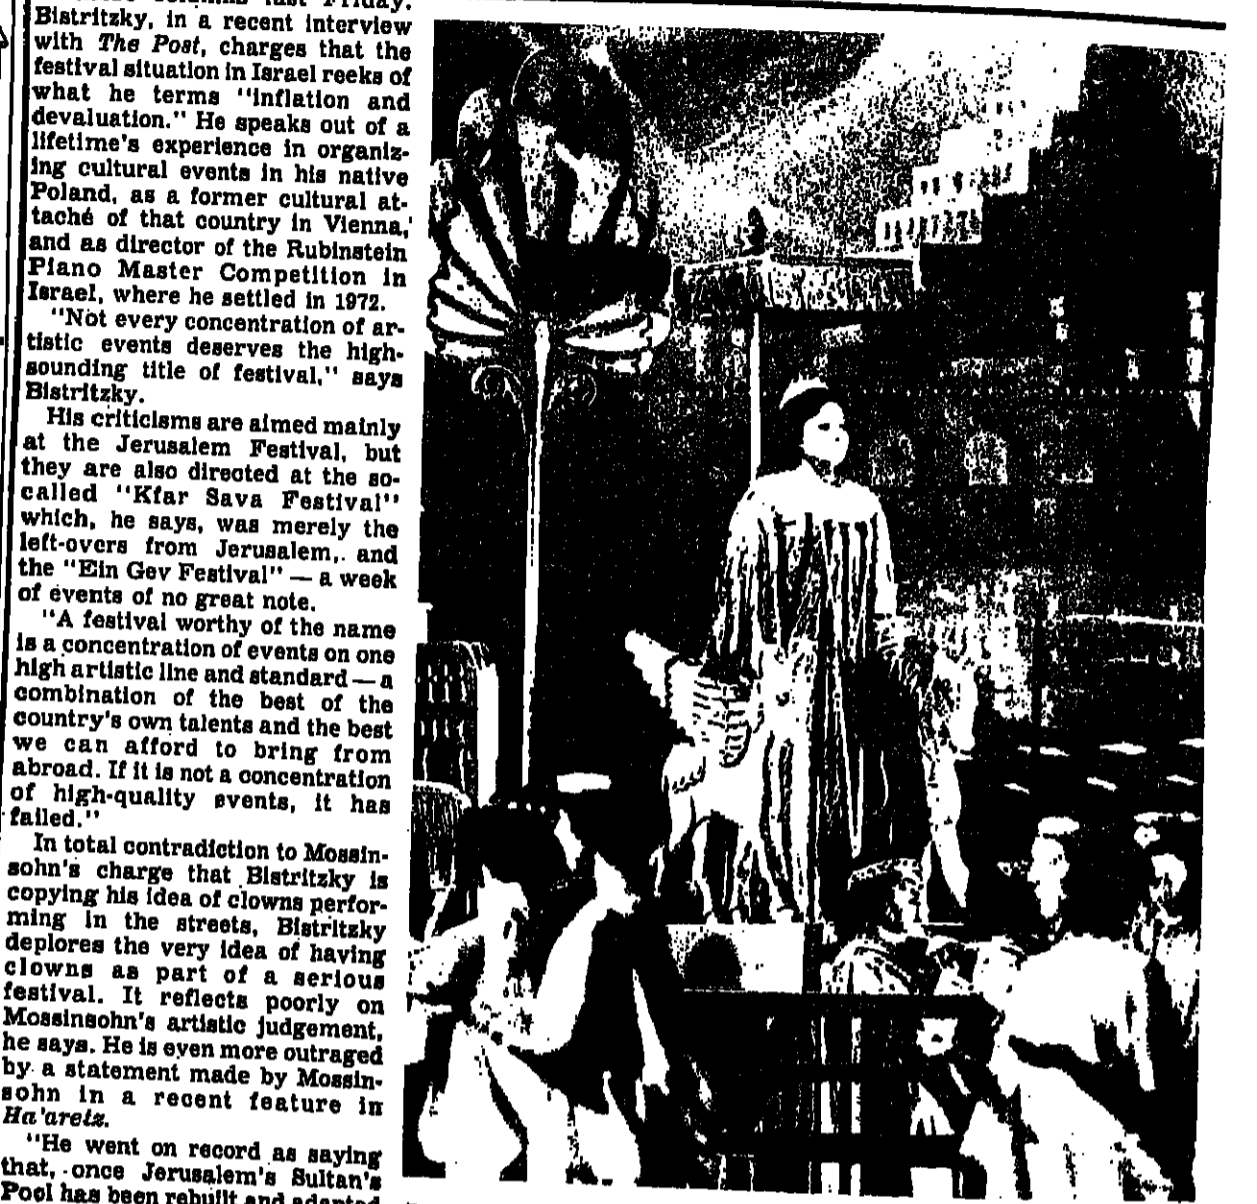 last Friday.
Bistritzky, in a recent interview
with The Post, charges that the
festival situation in Israel reeks of
what he terms "inflation and
devaluation." He speaks out of a
lifetime's experience in organiz-
ing cultural events in his native
Poland, as a former cultural at-
taché of that country in Vienna,
and as director of the Rubinstein
Piano Master Competition in
Israel, where he settled in 1972.
"Not every concentration of ar-
tistic events deserves the high-
sounding title of festival," says
Bistritzky.
His criticisms are aimed mainly
at the Jerusalem Festival, but
they are also directed at the so-
called "Kfar Sava Festival"
which, he says, was merely the
left-overs from Jerusalem, and
the "Ein Gev Festival" — a week
of events of no great note.
"A festival worthy of the name
is a concentration of events on one
high artistic line and standard — a
combination of the best of the
country's own talents and the best
we can afford to bring from
abroad. If it is not a concentration
of high-quality events, it has
failed."
In total contradiction to Mossin-
sohn's charge that Bistritzky is
copying his idea of clowns perfor-
ming in the streets, Bistritzky
deplores the very idea of having
clowns as part of a serious
festival. It reflects poorly on
Mossinsohn's artistic judgement,
he says. He is even more outraged
by a statement made by Mossin-
sohn in a recent feature in
Ha'aretz.
"He went on record as saying
that, once Jerusalem's Sultan's
Pool has been rebuilt and adapted